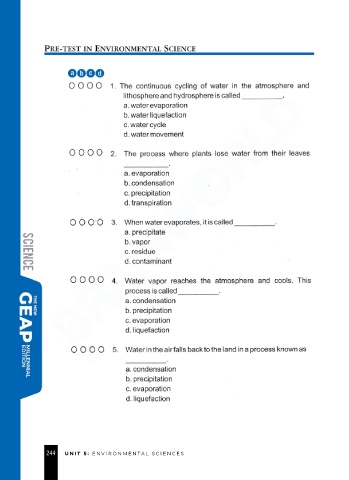 PRE-TEST IN ENVIRONMENTAL SCIENCE
a b c d
1. The continuous cycling of water in the atmosphere and
lithosphere and hydrosphere is called __________.
a. water evaporation
b. water liquefaction
c. water cycle
d. water movement
2. The process where plants lose water from their leaves
__________.
a. evaporation
b. condensation
c. precipitation
d. transpiration
3. When water evaporates, it is called __________.
a. precipitate
b. vapor
c. residue
d. contaminant
4. Water vapor reaches the atmosphere and cools. This
process is called __________.
a. condensation
b. precipitation
c. evaporation
d. liquefaction
5. Water in the air falls back to the land in a process known as
__________.
a. condensation
b. precipitation
c. evaporation
d. liquefaction
SCIENCE
THE NEW
GEAP
MILLENNIAL
EDITION
244 UNIT 5: ENVIRONMENTAL SCIENCES